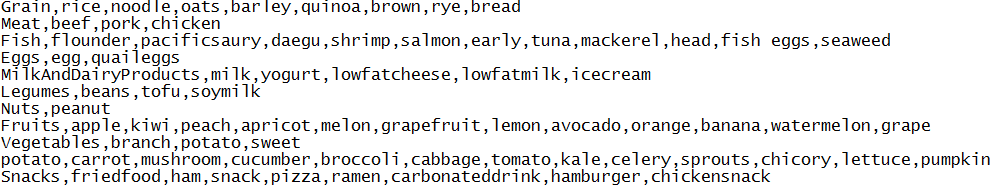 Grain,rice,noodle,oats,barley,quinoa,brown,rye,bread
Meat,beef,pork,chicken
Fish,flounder,pacificsaury,daegu,shrimp,salmon,early,tuna,mackerel,head,fish eggs,seaweed
Eggs,egg,quaileggs
MilkAndDairyProducts,milk,yogurt,lowfatcheese,lowfatmilk,icecream
Legumes,beans,tofu,soymilk
Nuts,peanut
Fruits,apple,kiwi,peach,apricot,melon,grapefruit,lemon,avocado,orange,banana,watermelon,grape
Vegetables,branch,potato,sweet
potato,carrot,mushroom,cucumber,broccoli,cabbage,tomato,kale,celery,sprouts,chicory,lettuce,pumpkin
Snacks,friedfood,ham,snack,pizza,ramen,carbonateddrink,hamburger,chickensnack